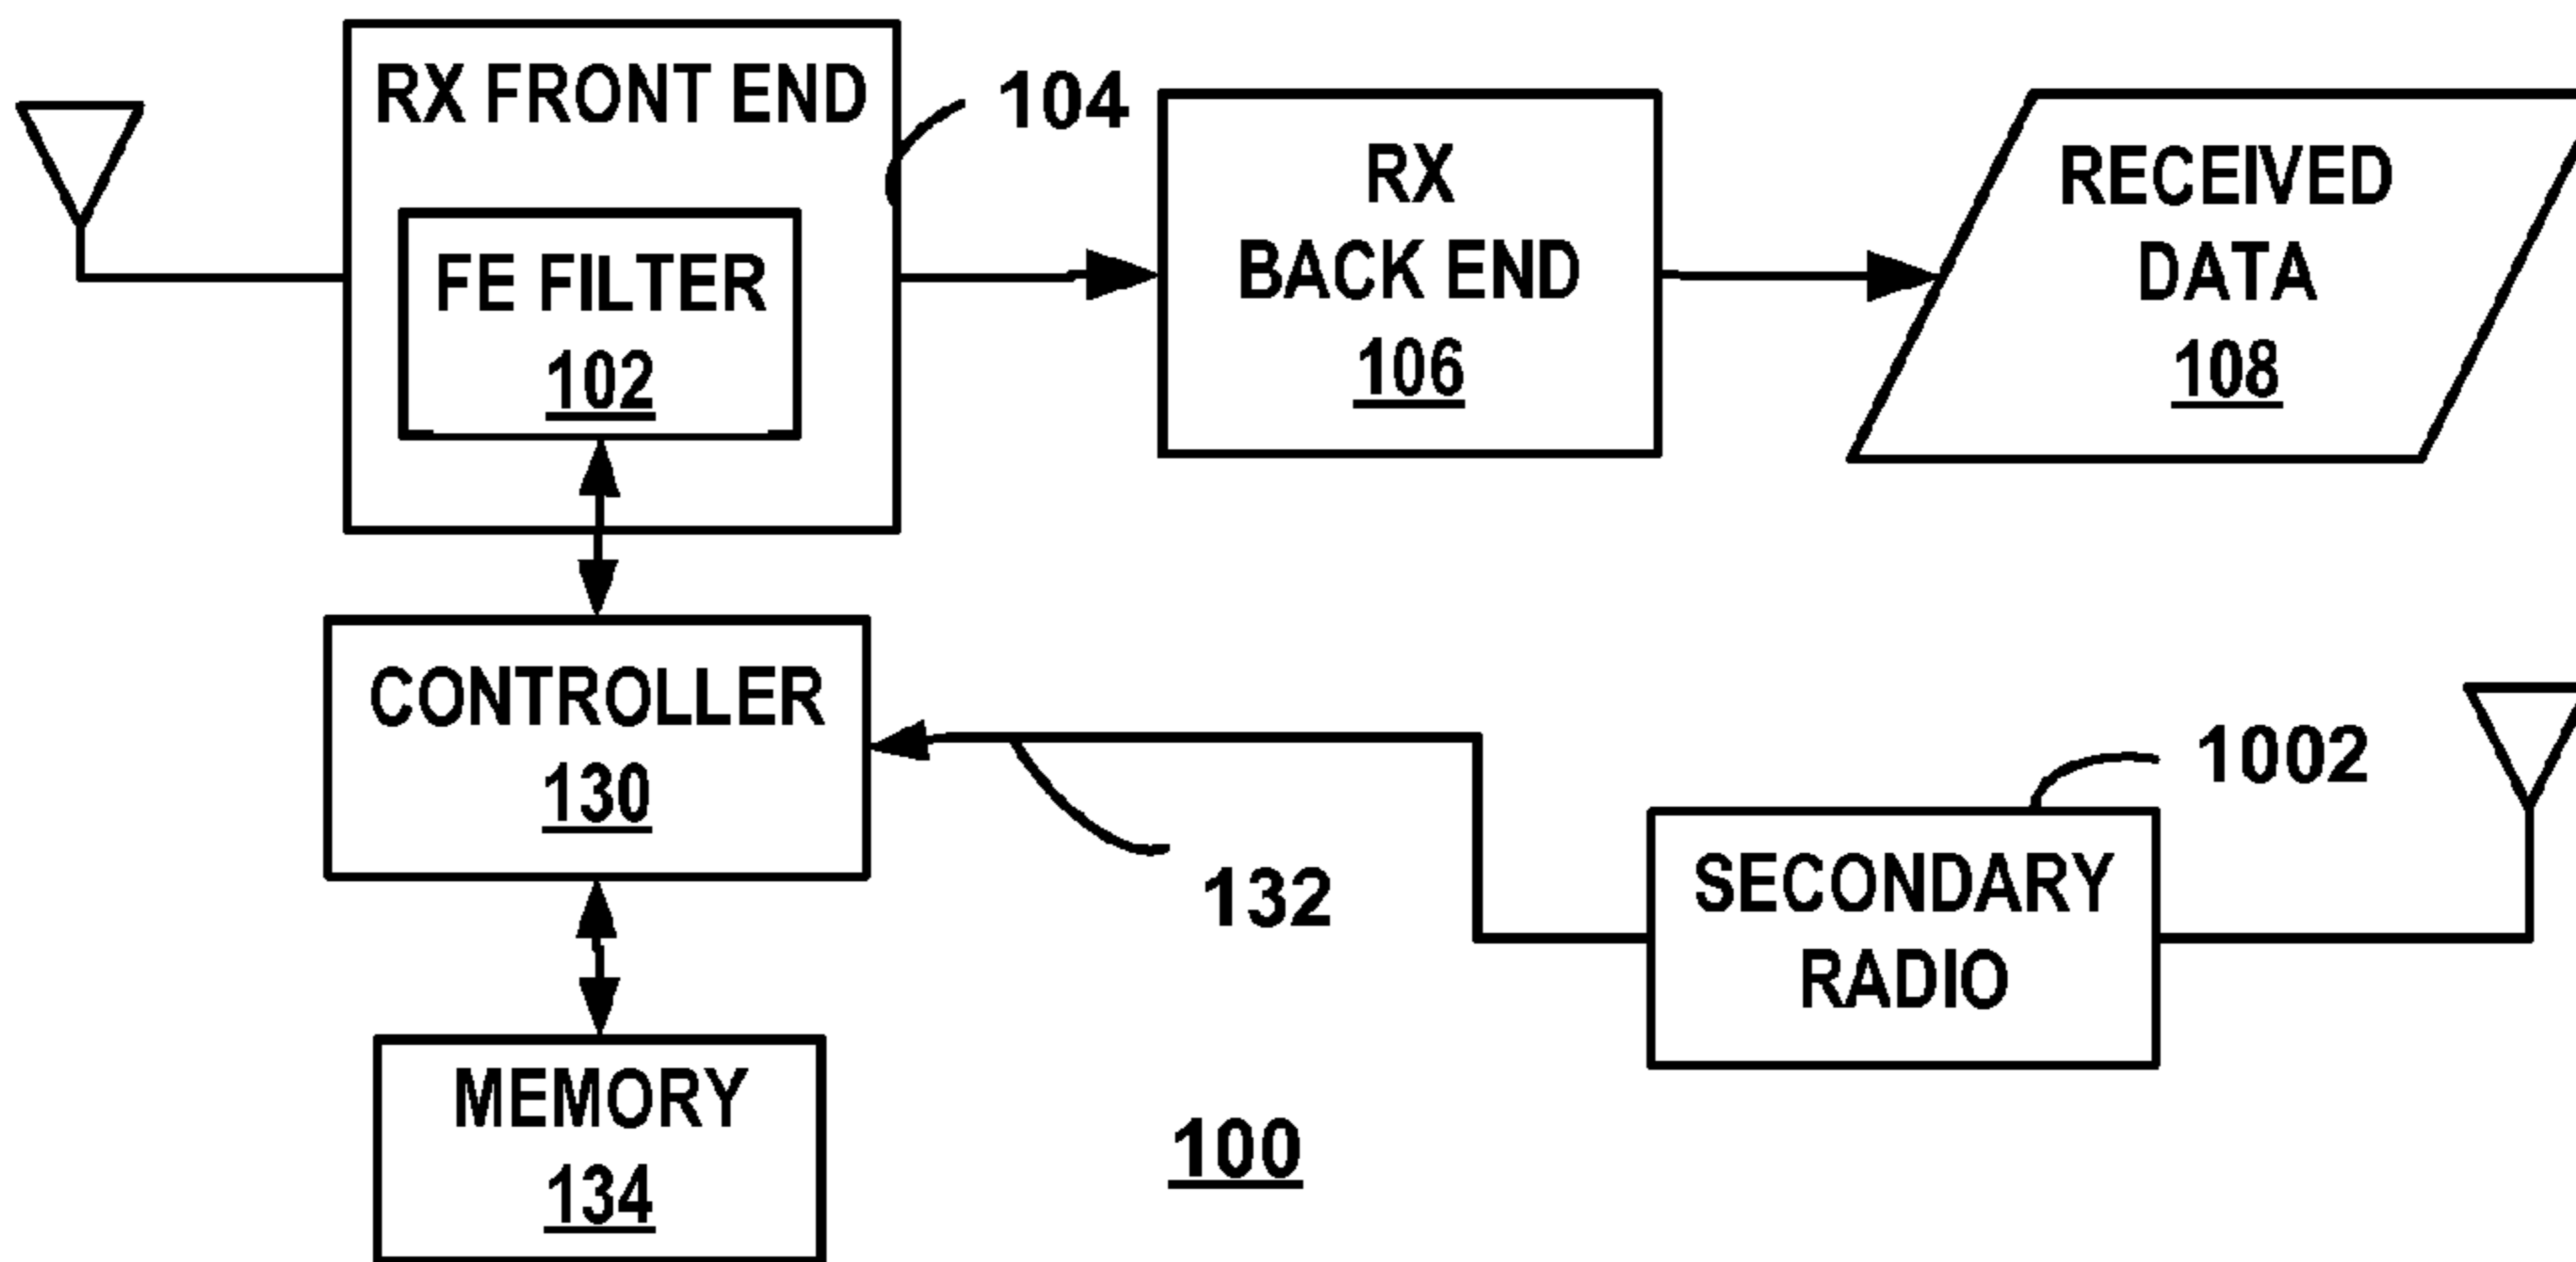 RX FRONT END
104
FE FILTER
102
RX
BACK END
106
RECEIVED
DATA
108
CONTROLLER
130
132
1002
SECONDARY
RADIO
MEMORY
134
100